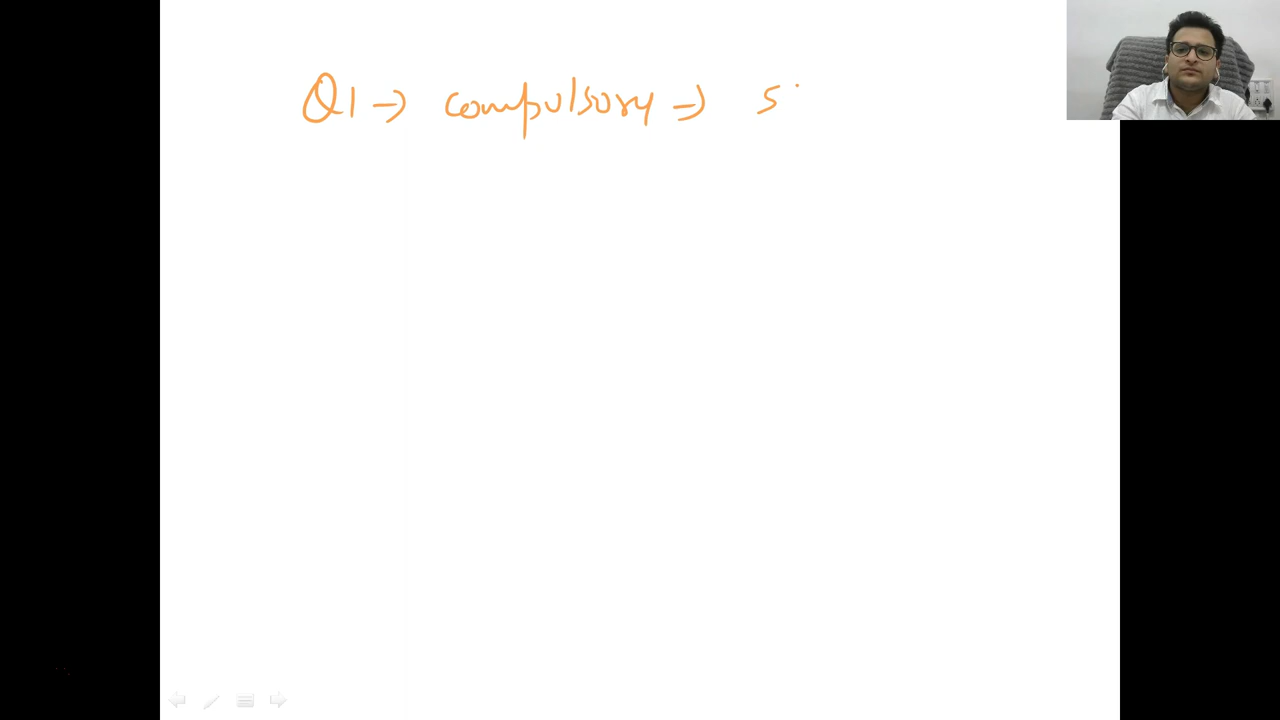 Q1 → compulsory → 5